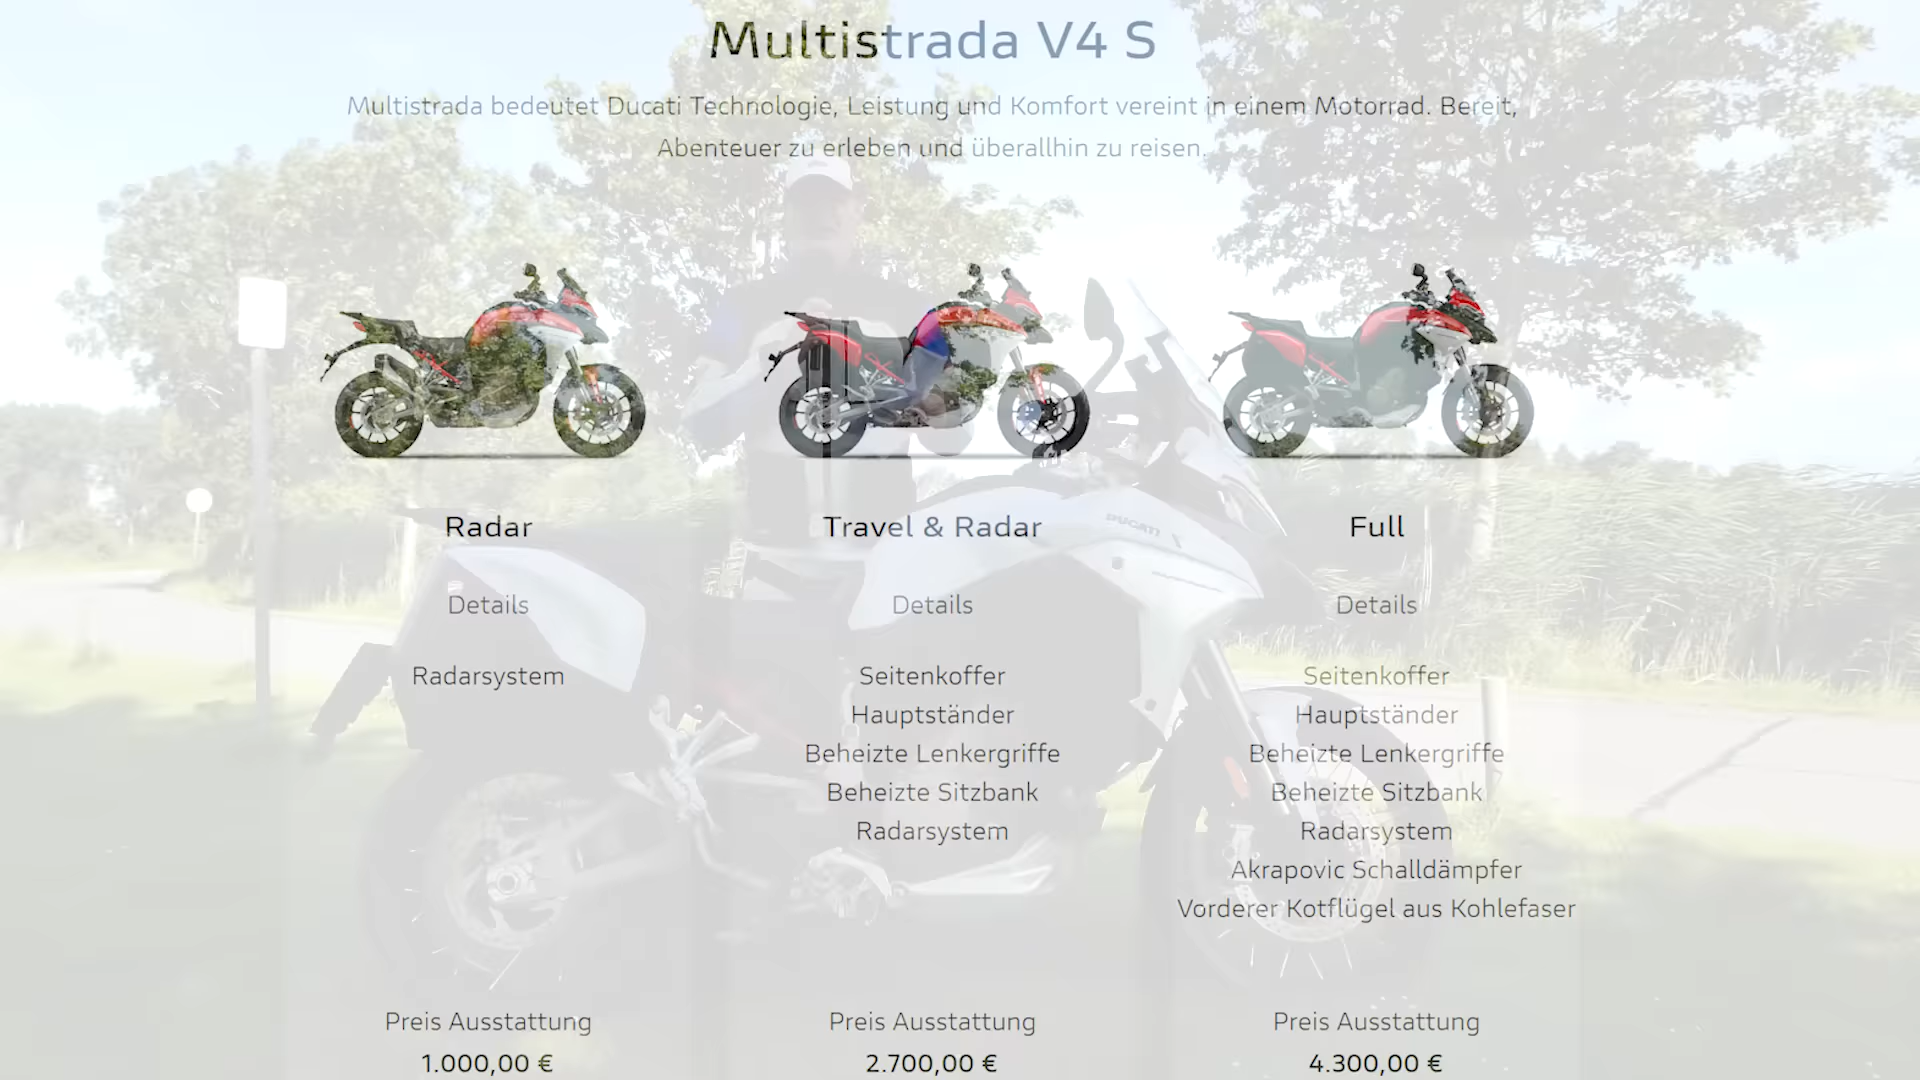 Multistrada V4 S
Multistrada bedeutet Ducati Technologie, Leistung und Komfort vereint in einem Motorrad. Bereit,
Abenteuer zu erleben und überallhin zu reisen.
DUCATI
Radar
Travel & Radar
Full
Details
Details
Details
Radarsystem
Seitenkoffer
Hauptständer
Beheizte Lenkergriffe
Beheizte Sitzbank
Radarsystem
Seitenkoffer
Hauptständer
Beheizte Lenkergriffe
Beheizte Sitzbank
Radarsystem
Akrapovic Schalldämpfer
Vorderer Kotflügel aus Kohlefaser
Preis Ausstattung
1.000,00 €
Preis Ausstattung
2.700,00 €
Preis Ausstattung
4.300,00 €